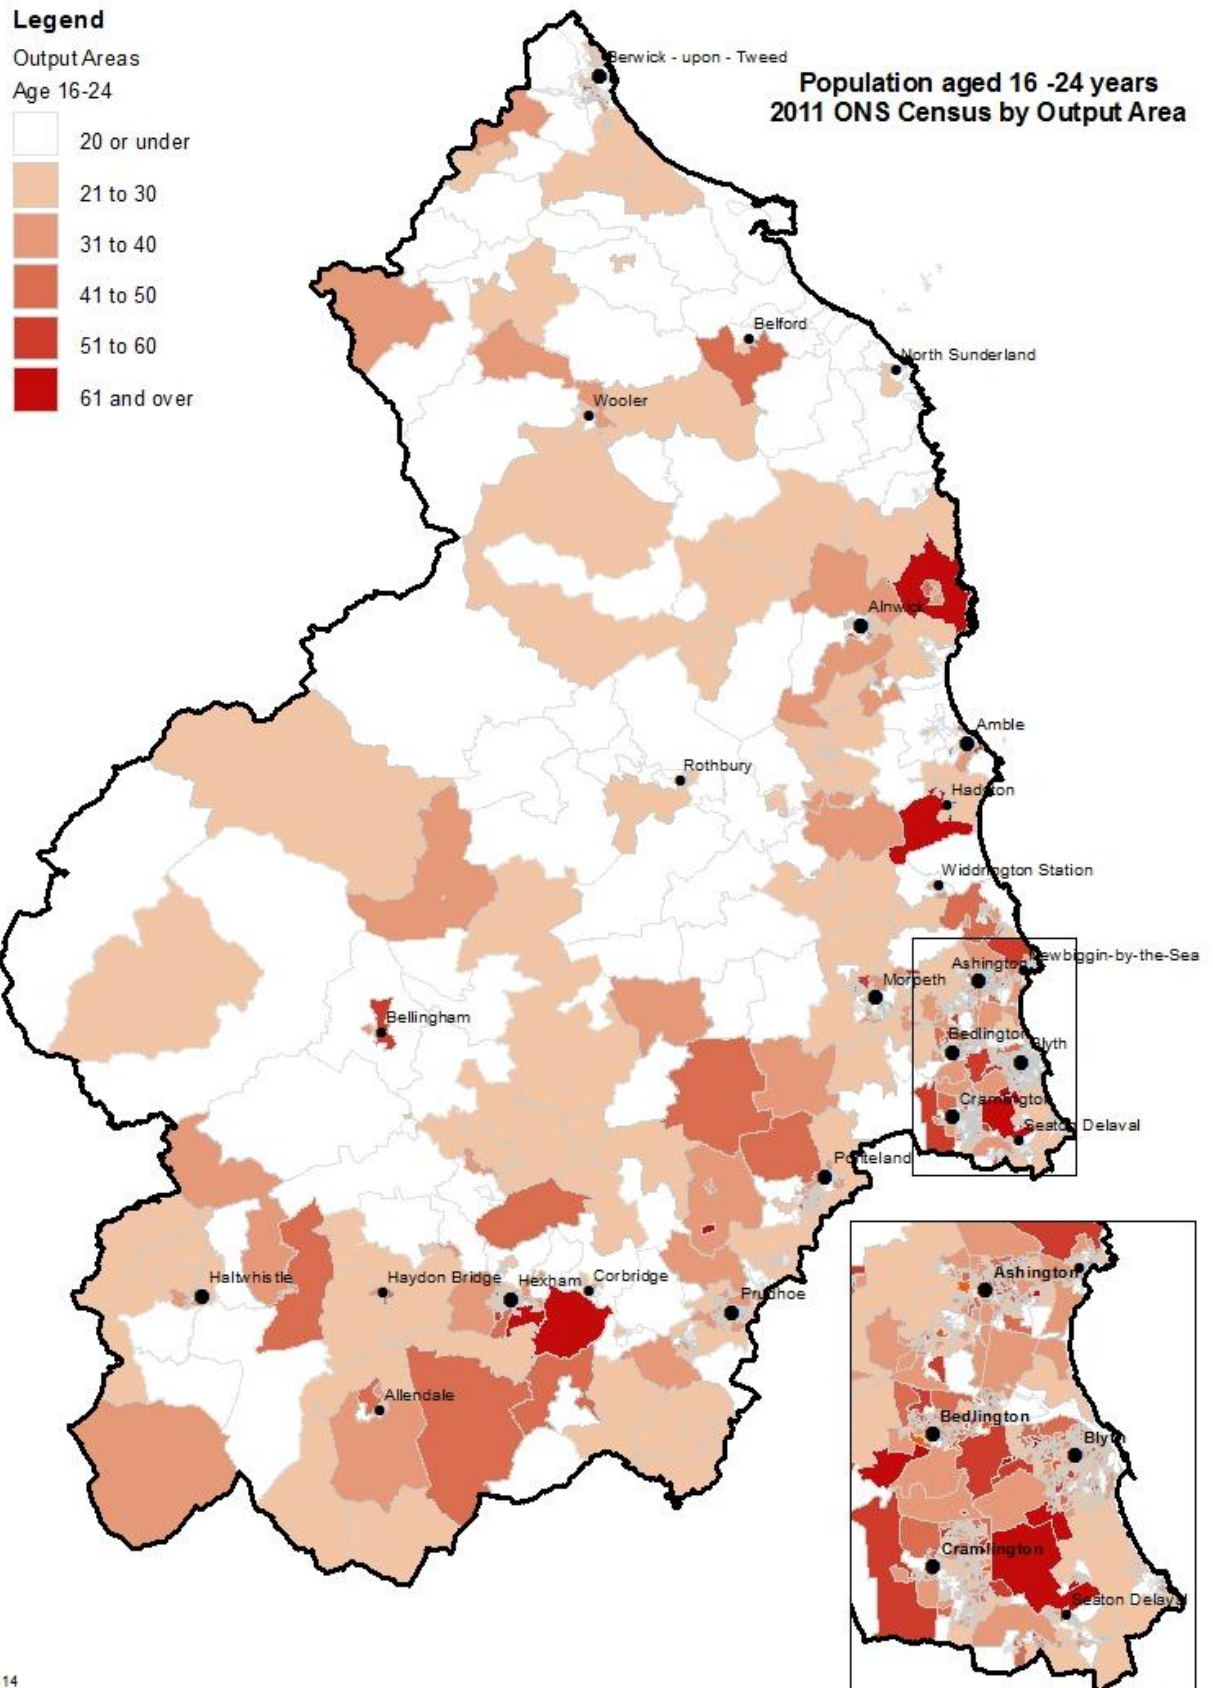 Legend
Output Areas
Age 16-24
20 or under
21 to 30
31 to 40
41 to 50
51 to 60
61 and over
Population aged 16 -24 years
2011 ONS Census by Output Area
Berwick - upon - Tweed
Belford
North Sunderland
Wooler
Alnwick
Amble
Rothbury
Hadston
Widdrington Station
Newbiggin-by-the-Sea
Ashington
Morpeth
Bellingham
Bedlington
Blyth
Cramlington
Seaton Delaval
Ponteland
Haltwhistle
Haydon Bridge
Hexham
Corbridge
Prudhoe
Allendale
Ashington
Bedlington
Blyth
Cramlington
Seaton Delaval
14